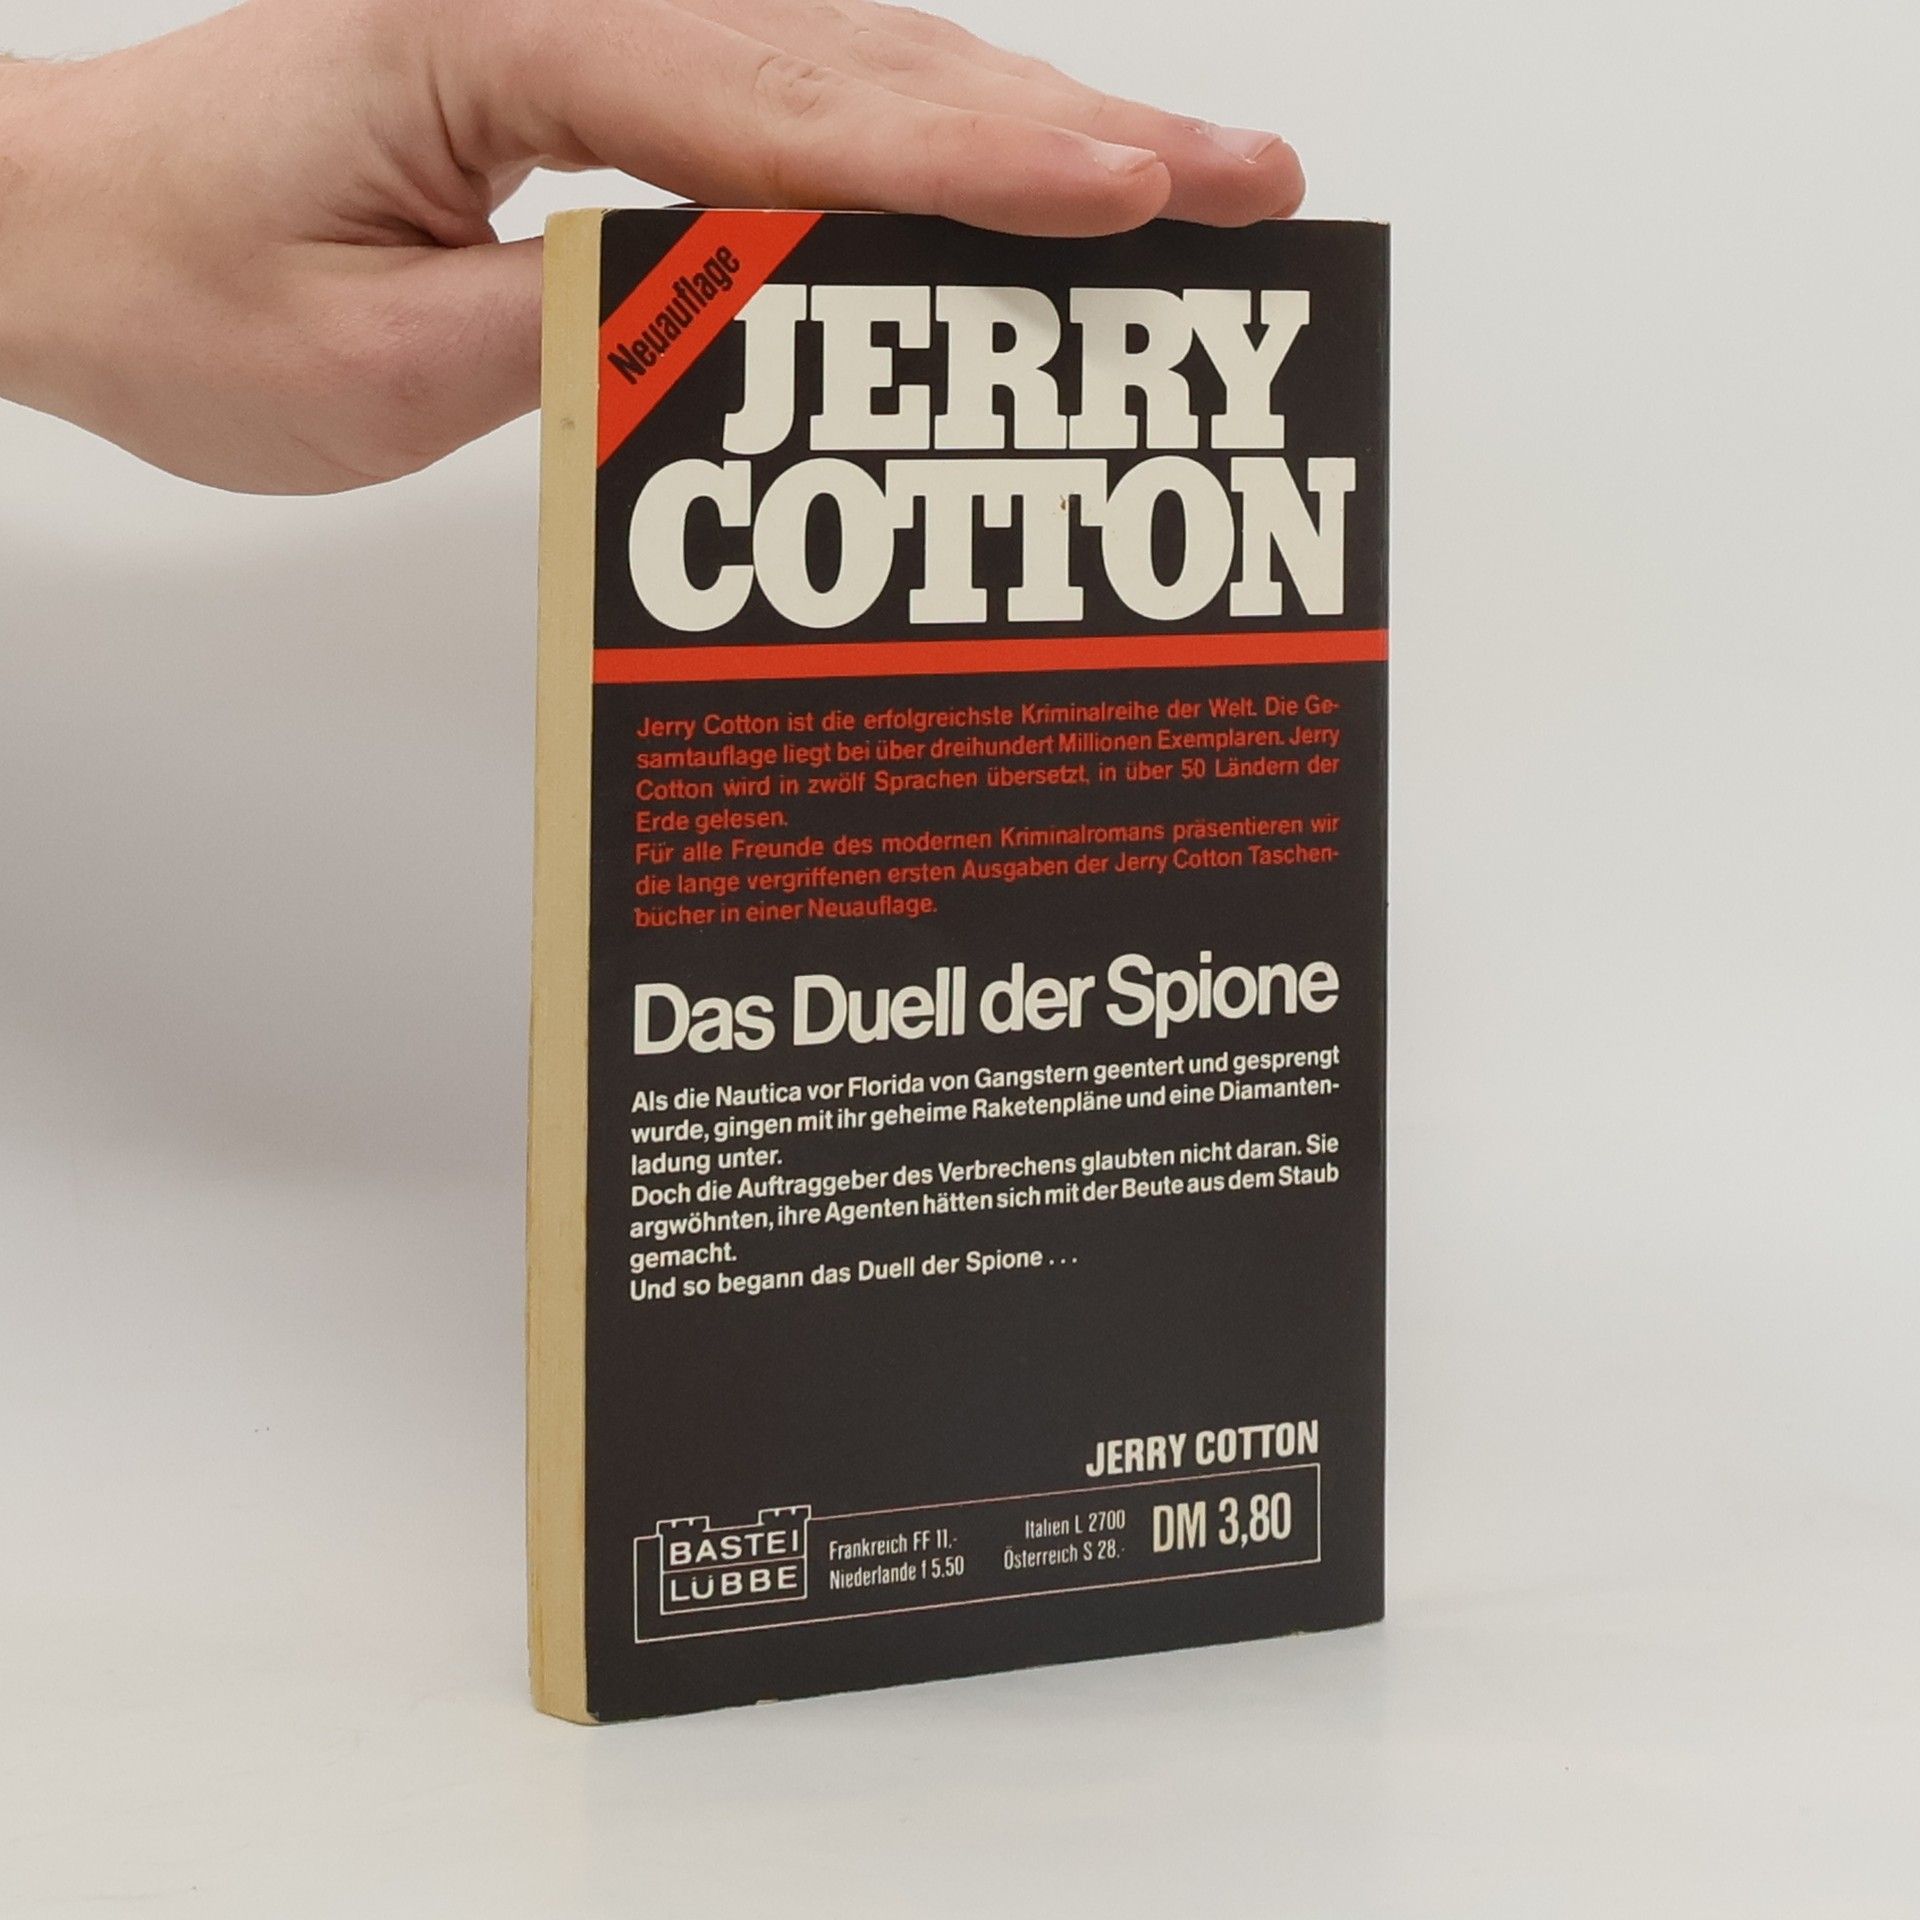 Neuauflage
JERRY
COTTON
Jerry Cotton ist die erfolgreichste Kriminalreihe der Welt. Die Ge-
samtauflage liegt bei über dreihundert Millionen Exemplaren. Jerry
Cotton wird in zwölf Sprachen übersetzt, in über 50 Ländern der
Erde gelesen.
Für alle Freunde des modernen Kriminalromans präsentieren wir
die lange vergriffenen ersten Ausgaben der Jerry Cotton Taschen-
bücher in einer Neuauflage.
Das Duell der Spione
Als die Nautica vor Florida von Gangstern geentert und gesprengt
wurde, gingen mit ihr geheime Raketenpläne und eine Diamanten-
ladung unter.
Doch die Auftraggeber des Verbrechens glaubten nicht daran. Sie
argwöhnten, ihre Agenten hätten sich mit der Beute aus dem Staub
gemacht.
Und so begann das Duell der Spione . . .
JERRY COTTON
BASTEI
LÜBBE
Frankreich FF 11.-
Niederlande f 5.50
Italien L 2700
Österreich S 28.-
DM 3,80